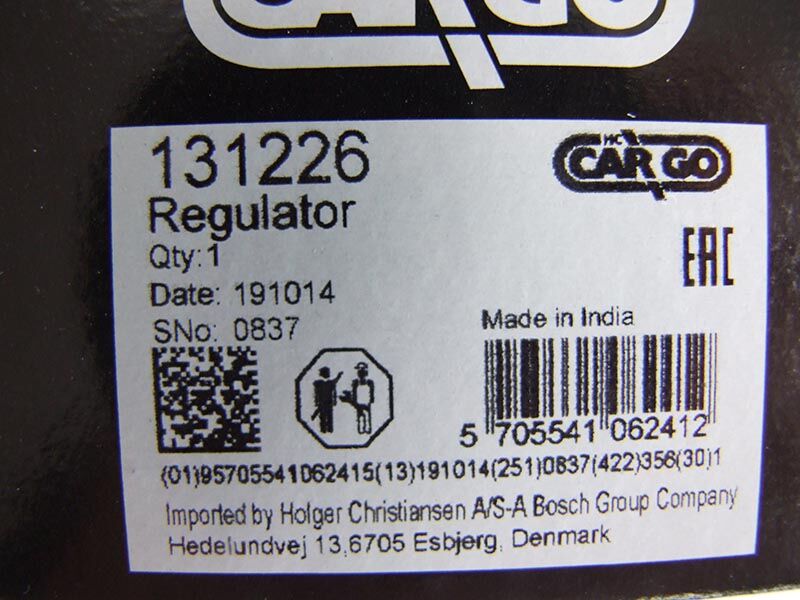 CARGO
131226
HC
CARGO
Regulator
Qty:1
EAC
Date: 191014
SNo: 0837
Made in India
5 705541 062412
(01)95705541062415(13)191014(251)0837(422)356(30)1
Imported by Holger Christiansen A/S-A Bosch Group Company
Hedelundvej 13,6705 Esbjerg, Denmark